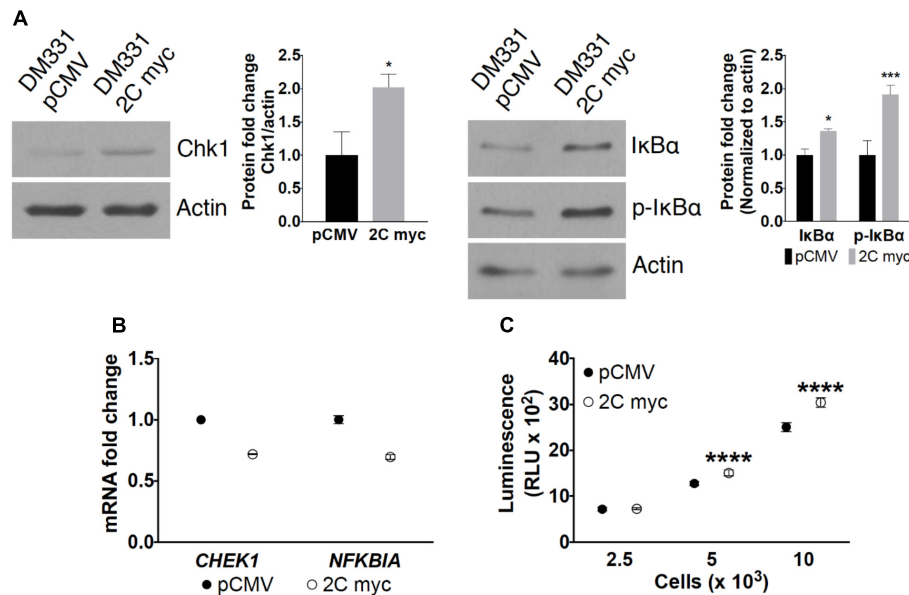 A
DM331
pCMV
DM331
2C myc
Chk1
Actin
Protein fold change
Chk1/actin
2.5
2.0
1.5
1.0
0.5
0.0
*
pCMV 2C myc
DM331
pCMV
DM331
2C myc
IκBα
p-IκBα
Actin
Protein fold change
(Normalized to actin)
2.5
2.0
1.5
1.0
0.5
0.0
*
***
IκBα p-IκBα
pCMV 2C myc
B
mRNA fold change
1.5
1.0
0.5
0.0
CHEK1 NFKBIA
pCMV 2C myc
C
Luminescence
(RLU x 10²)
40
30
20
10
0
pCMV
2C myc
****
****
2.5 5 10
Cells (x 10³)